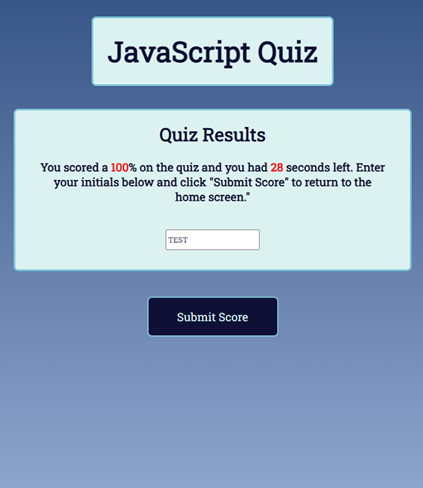 JavaScript Quiz
Quiz Results
You scored a 100% on the quiz and you had 28 seconds left. Enter
your initials below and click "Submit Score" to return to the
home screen."
TEST
Submit Score